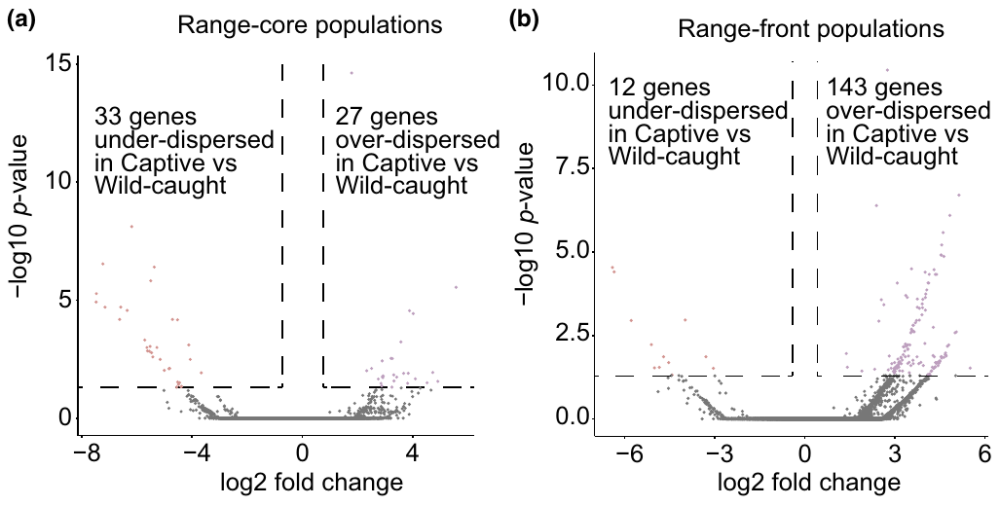 (a)
Range-core populations
−log10 p-value
15
10
5
0
33 genes
under-dispersed
in Captive vs
Wild-caught
27 genes
over-dispersed
in Captive vs
Wild-caught
−8
−4
0
4
log2 fold change
(b)
Range-front populations
−log10 p-value
10.0
7.5
5.0
2.5
0.0
12 genes
under-dispersed
in Captive vs
Wild-caught
143 genes
over-dispersed
in Captive vs
Wild-caught
−6
−3
0
3
6
log2 fold change